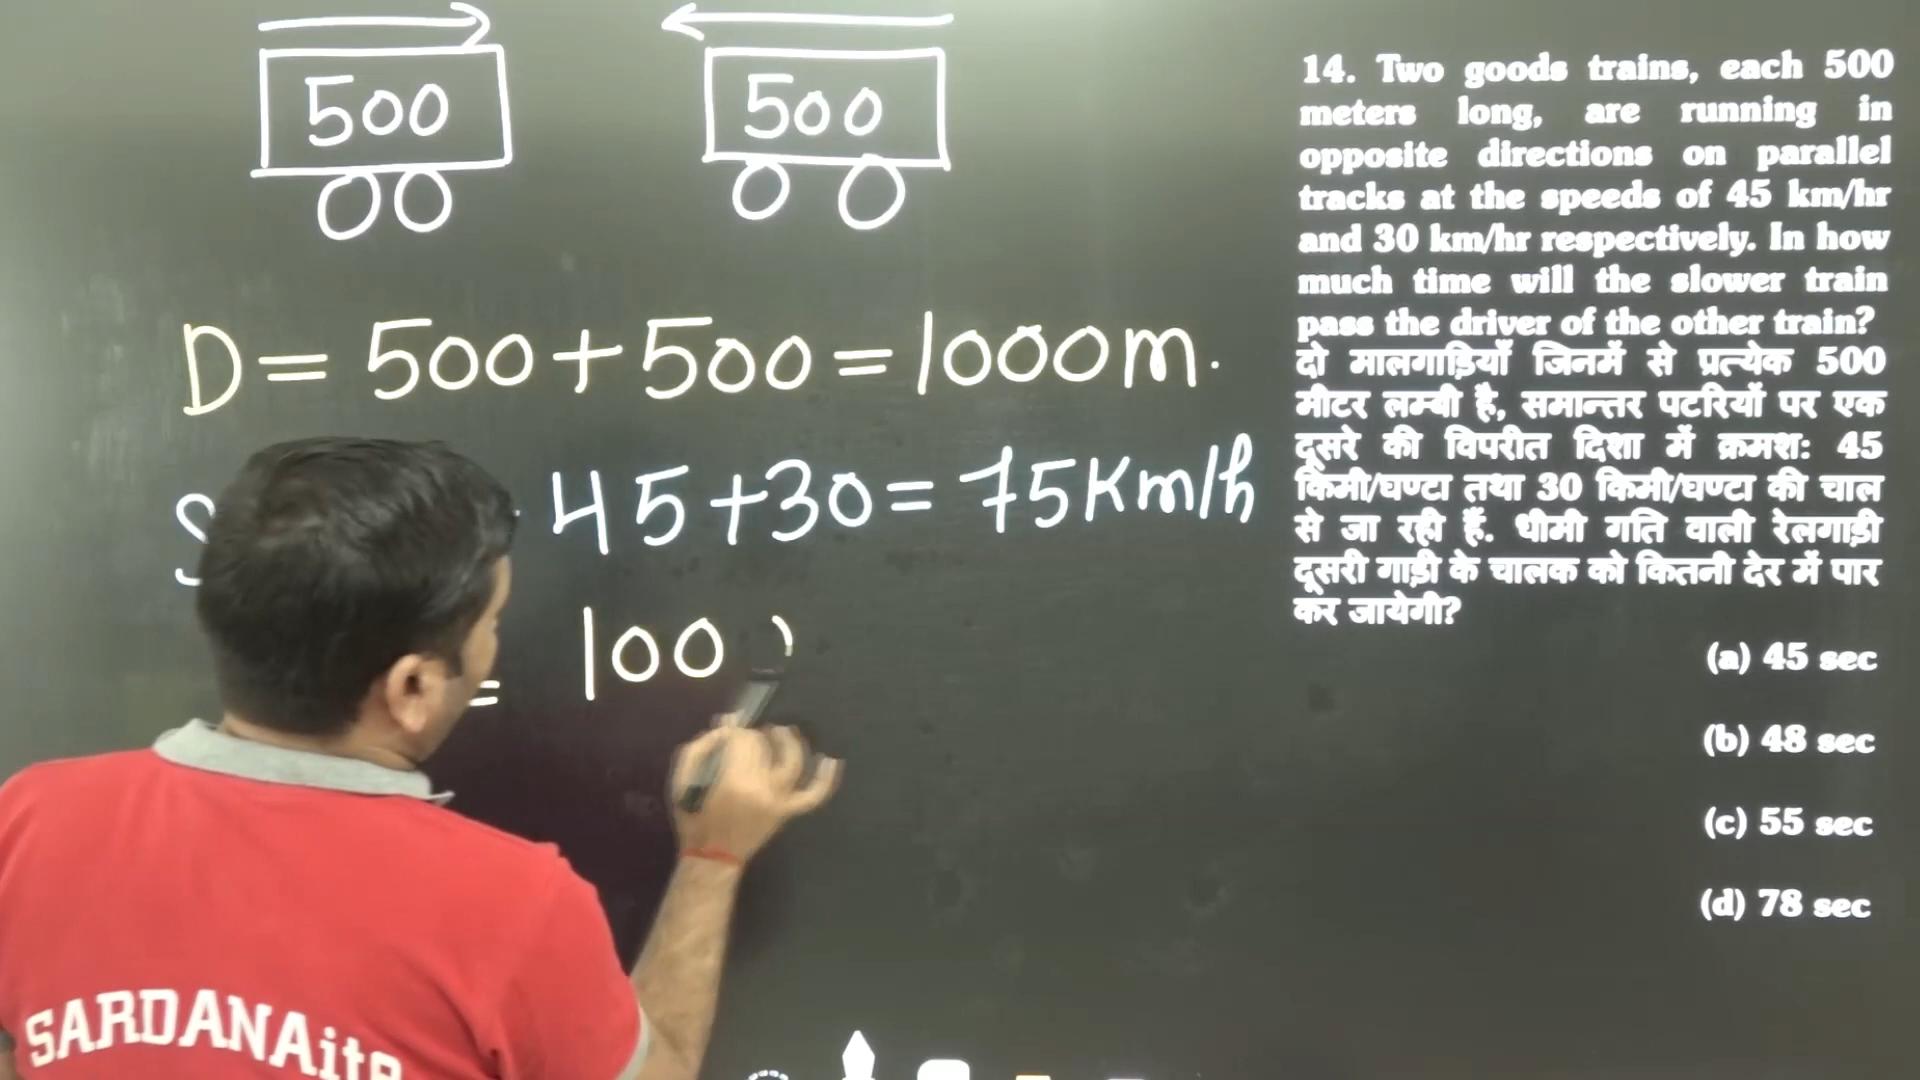 500
500
D = 500 + 500 = 1000m.
45 + 30 = 75Km/h
= 100
14. Two goods trains, each 500
meters long, are running in
opposite directions on parallel
tracks at the speeds of 45 km/hr
and 30 km/hr respectively. In how
much time will the slower train
pass the driver of the other train?
दो मालगाड़ियाँ जिनमें से प्रत्येक 500
मीटर लम्बी है, समान्तर पटरियों पर एक
दूसरे की विपरीत दिशा में क्रमशः 45
किमी/घण्टा तथा 30 किमी/घण्टा की चाल
से जा रही हैं. धीमी गति वाली रेलगाड़ी
दूसरी गाड़ी के चालक को कितनी देर में पार
कर जायेगी?
(a) 45 sec
(b) 48 sec
(c) 55 sec
(d) 78 sec
SARDANAite